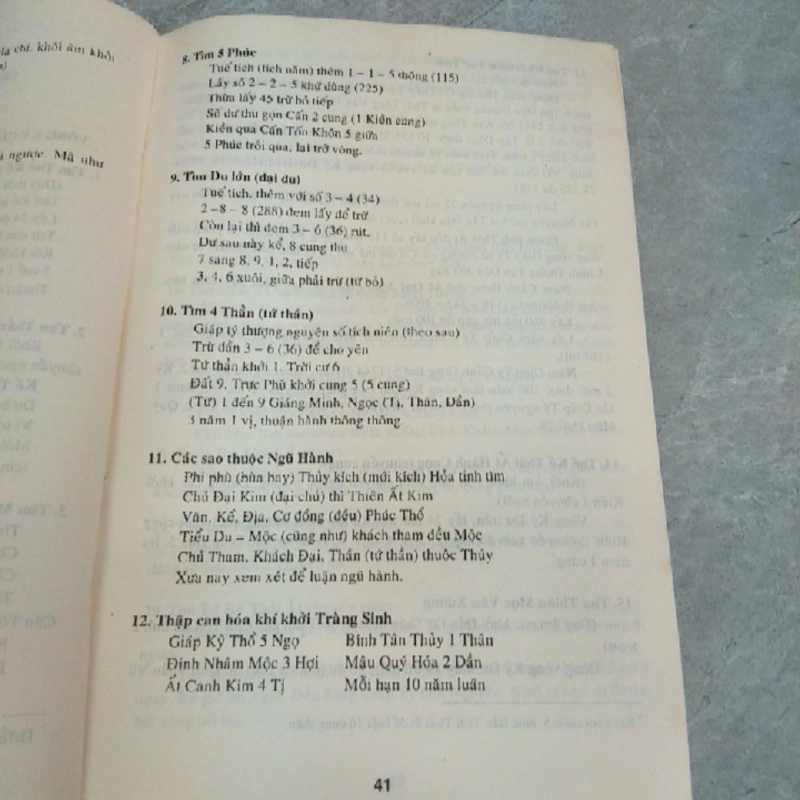 ịa chi, khôi âm khôi
ị ngược. Mà như
8. Tìm 5 Phúc
Tuế tích (tích năm) thêm 1 – 1 – 5 thông (115)
Lấy số 2 – 2 – 5 khử dùng (225)
Thừa lấy 45 trừ bỏ tiếp
Số dư thu gọn Cấn 2 cung (1 Kiền cung)
Kiền qua Cấn Tốn Khôn 5 giữa
5 Phúc trỗi qua, lại trở vòng.
9. Tìm Du lớn (đại du)
Tuế tích, thêm với số 3 – 4 (34)
2 – 8 – 8 (288) đem lấy để trừ
Còn lại thì đem 3 – 6 (36) rút,
Dư sau này kể, 8 cung thu
7 sang 8, 9, 1, 2, tiếp
3, 4, 6 xuôi, giữa phải trừ (từ bỏ)
10. Tìm 4 Thần (tứ thần)
Giáp tý thượng nguyên số tích niên (theo sau)
Trừ dần 3 – 6 (36) để cho yên
Tứ thần khởi 1, Trời cư 6
Đất 9, Trực Phù khởi cung 5 (5 cung)
(Từ) 1 đến 9 Giáng Minh, Ngọc (Tị, Thân, Dần)
3 năm 1 vị, thuận hành thông thông.
11. Các sao thuộc Ngũ Hành
Phi phù (bùa bay) Thủy kích (mới kích) Hỏa tinh tìm
Chủ Đại Kim (đại chủ) thì Thiên Ất Kim
Văn, Kể, Địa, Cơ đồng (đều) Phúc Thổ
Tiểu Du – Mộc (cũng như) khách tham đều Mộc
Chủ Tham, Khách Đại, Thần (tứ thần) thuộc Thủy
Xưa nay xem xét để luận ngũ hành.
12. Thập can hóa khí khởi Tràng Sinh
Giáp Kỷ Thổ 5 Ngọ Bính Tân Thủy 1 Thân
Đinh Nhâm Mộc 3 Hợi Mậu Quý Hỏa 2 Dần
Ất Canh Kim 4 Tị Mỗi hạn 10 năm luân
41